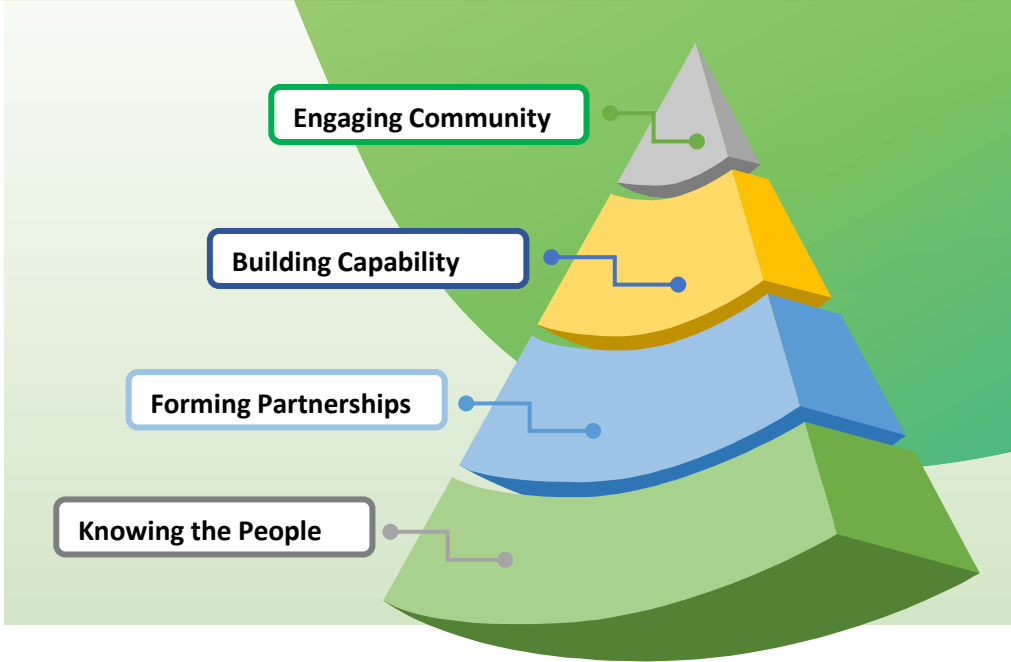 Engaging Community
Building Capability
Forming Partnerships
Knowing the People